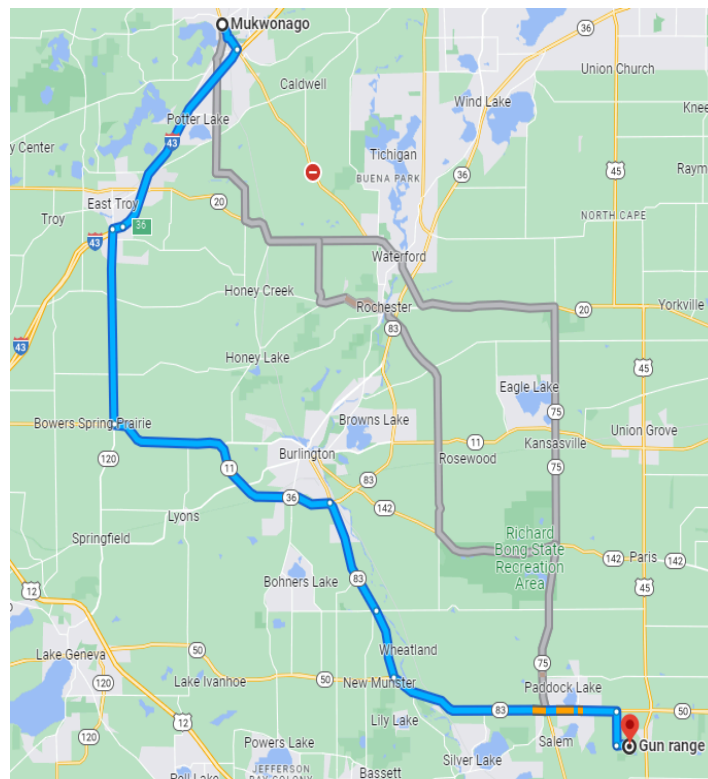 Mukwonago
36
Union Church
Caldwell
Wind Lake
Potter Lake
43
Tichigan
BUENA PARK
36
45
East Troy
Troy
36
20
NORTH CAPE
43
Waterford
Honey Creek
Rochester
20
Yorkville
83
43
Honey Lake
45
Eagle Lake
75
Bowers Spring Prairie
Browns Lake
11
Union Grove
Kansasville
Burlington
120
11
Rosewood
75
83
36
142
Lyons
Springfield
Richard
Bong State
Recreation
Area
142
Paris
142
12
Bohners Lake
83
45
Wheatland
Lake Geneva
50
50
75
120
Lake Ivanhoe
New Munster
Paddock Lake
12
Lily Lake
83
50
Powers Lake
Silver Lake
Salem
Gun range
JEFFERSON
Bassett